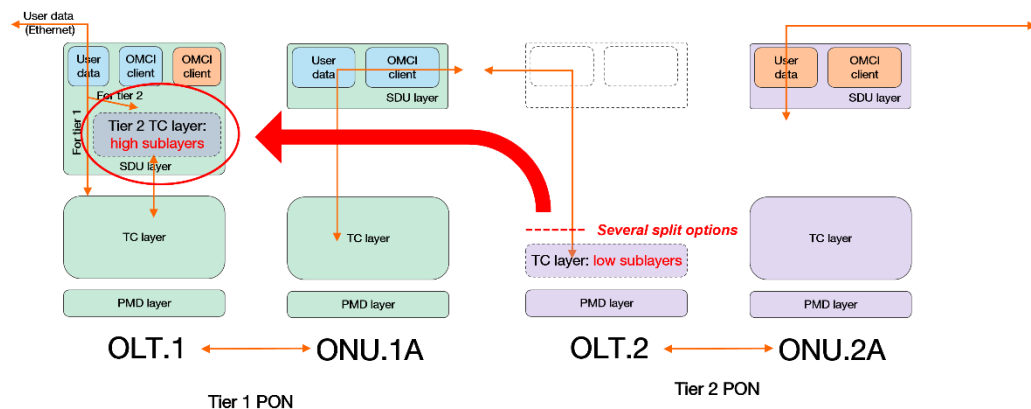 User data
(Ethernet)
User
data
OMCI
client
OMCI
client
For tier 2
For tier 1
Tier 2 TC layer:
high sublayers
SDU layer
TC layer
PMD layer
OLT.1
User
data
OMCI
client
SDU layer
TC layer
PMD layer
ONU.1A
Tier 1 PON
Several split options
TC layer: low sublayers
PMD layer
OLT.2
User
data
OMCI
client
SDU layer
TC layer
PMD layer
ONU.2A
Tier 2 PON